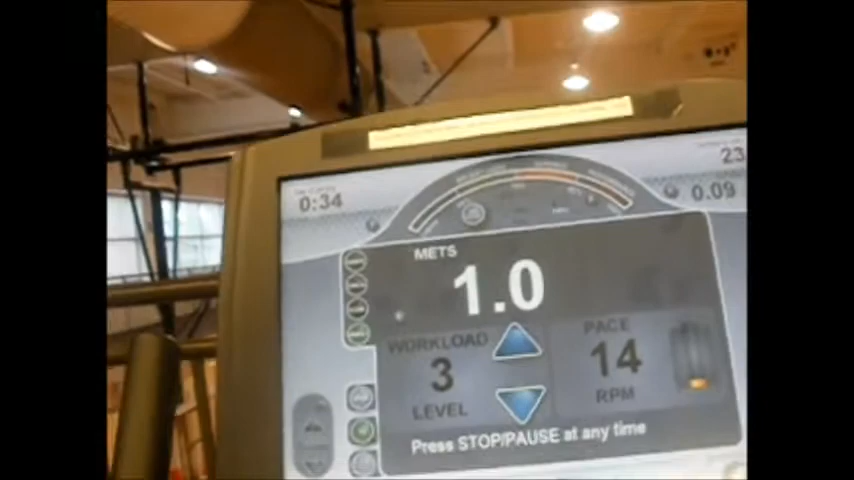 23
0:34
0.09
METS
1.0
WORKLOAD
3
LEVEL
PACE
14
RPM
Press STOP/PAUSE at any time